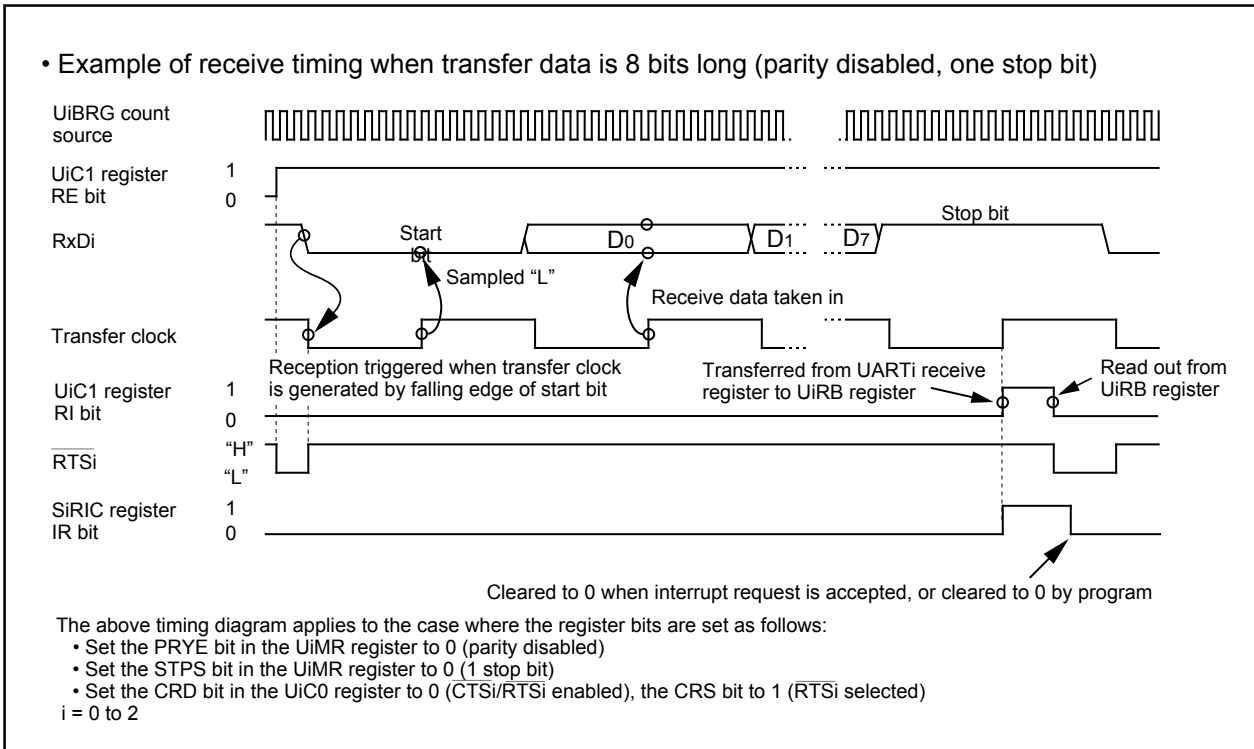 • Example of receive timing when transfer data is 8 bits long (parity disabled, one stop bit)
UiBRG count
source
UiC1 register
RE bit
1
0
RxDi
Start
bit
D0
D1
D7
Stop bit
Sampled “L”
Receive data taken in
Transfer clock
Reception triggered when transfer clock
is generated by falling edge of start bit
Transferred from UARTi receive
register to UiRB register
Read out from
UiRB register
UiC1 register
RI bit
1
0
RTSi
“H”
“L”
SiRIC register
IR bit
1
0
Cleared to 0 when interrupt request is accepted, or cleared to 0 by program
The above timing diagram applies to the case where the register bits are set as follows:
• Set the PRYE bit in the UiMR register to 0 (parity disabled)
• Set the STPS bit in the UiMR register to 0 (1 stop bit)
• Set the CRD bit in the UiC0 register to 0 (CTSi/RTSi enabled), the CRS bit to 1 (RTSi selected)
i = 0 to 2